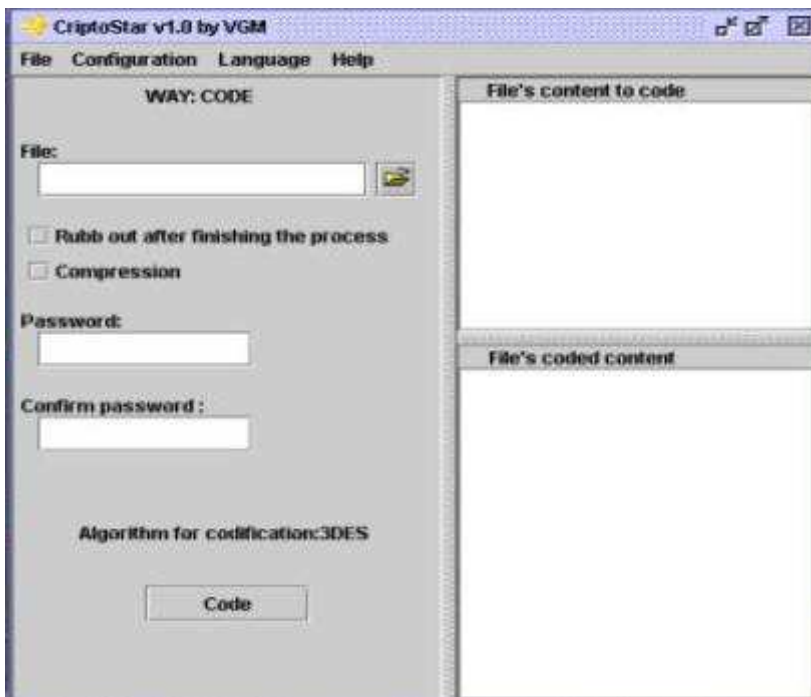 CriptoStar v1.0 by VGM
File Configuration Language Help
WAY: CODE
File:
Rubb out after finishing the process
Compression
Password:
Confirm password :
Algorithm for codification:3DES
Code
File's content to code
File's coded content